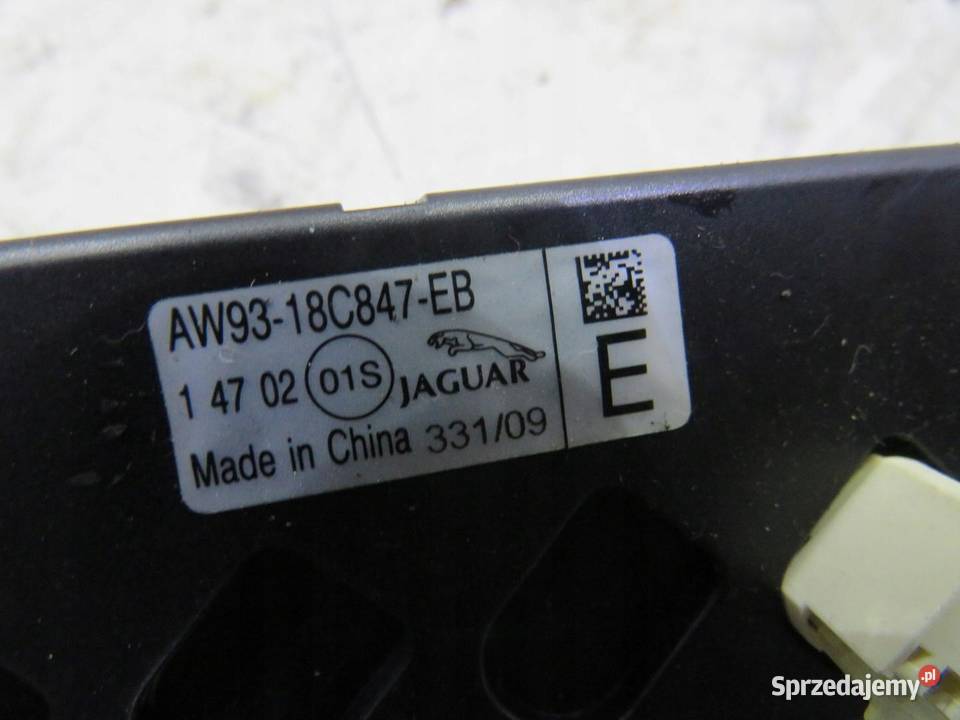 AW93-18C847-EB
1 47 02 01S JAGUAR
Made in China 331/09
E
Sprzedajemy.pl